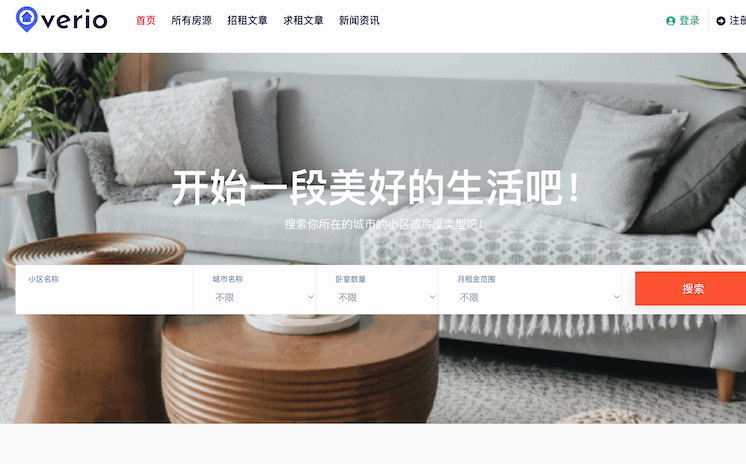 verio
首页 所有房源 招租文章 求租文章 新闻资讯 登录 注册
开始一段美好的生活吧！
搜索你所在的城市的小区或房屋类型吧！
小区名称 城市名称 卧室数量 月租金范围
不限 不限 不限
搜索